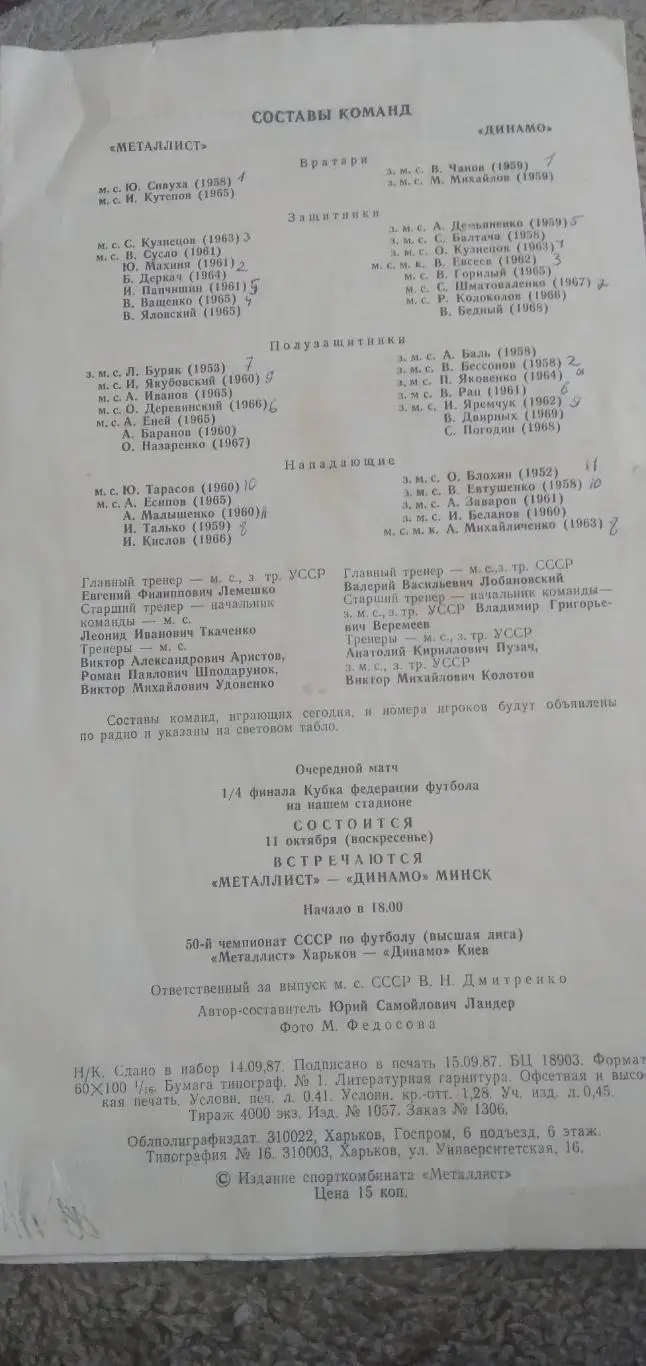 СОСТАВЫ КОМАНД
«МЕТАЛЛИСТ»
«ДИНАМО»
Вратари
м. с. Ю. Сивуха (1958) 1
м. с. И. Кутепов (1965)
з. м. с. В. Чанов (1959) 1
з. м. с. М. Михайлов (1959)
Защитники
м. с. С. Кузнецов (1963) 3
м. с. В. Сусло (1961)
Ю. Махиня (1961) 2
Б. Деркач (1964)
И. Панчишин (1961) 5
В. Ващенко (1965) 4
В. Яловский (1965)
з. м. с. А. Демьяненко (1959) 5
з. м. с. С. Балтача (1958)
з. м. с. О. Кузнецов (1963)
м. с. м. к. В. Евсеев (1962) 3
м. с. В. Горилый (1965)
м. с. С. Шматоваленко (1967)
м. с. Р. Колоколов (1966)
В. Бедный (1968)
Полузащитники
з. м. с. Л. Буряк (1953) 7
м. с. И. Якубовский (1960) 9
м. с. А. Иванов (1965)
м. с. О. Деревинский (1966) 6
м. с. А. Еней (1965)
А. Баранов (1960)
О. Назаренко (1967)
з. м. с. А. Баль (1958)
з. м. с. В. Бессонов (1958) 2
з. м с. П. Яковенко (1964)
з. м с. В. Рац (1961) 6
з. м. с. И. Яремчук (1962) 9
В. Двирных (1969)
С. Погодин (1968)
Нападающие
м. с. Ю. Тарасов (1960) 10
м. с. А. Есипов (1965)
А. Малышенко (1960) 11
И. Талько (1959) 8
И. Кислов (1966)
з. м. с. О. Блохин (1952) 11
з. м. с. В. Евтушенко (1958) 10
з. м. с. А. Заваров (1961)
з. м. с. И. Беланов (1960)
м. с. м. к. А. Михайличенко (1963) 8
Главный тренер — м. с., з. тр. УССР
Евгений Филиппович Лемешко
Старший тренер — начальник
команды — м. с.
Леонид Иванович Ткаченко
Тренеры — м. с.
Виктор Александрович Аристов,
Роман Павлович Шподарунок,
Виктор Михайлович Удовенко
Главный тренер — м. с., з. тр. СССР
Валерий Васильевич Лобановский
Старший тренер — начальник команды—
з. м. с., з. тр. УССР Владимир Григорье-
вич Веремеев
Тренеры — м. с., з. тр. УССР
Анатолий Кириллович Пузач,
з. м. с., з. тр. УССР
Виктор Михайлович Колотов
Составы команд, играющих сегодня, и номера игроков будут объявлены
по радио и указаны на световом табло.
Очередной матч
1/4 финала Кубка федерации футбола
на нашем стадионе
СОСТОИТСЯ
11 октября (воскресенье)
ВСТРЕЧАЮТСЯ
«МЕТАЛЛИСТ» — «ДИНАМО» МИНСК
Начало в 18.00
50-й чемпионат СССР по футболу (высшая лига)
«Металлист» Харьков — «Динамо» Киев
Ответственный за выпуск м. с. СССР В. Н. Дмитренко
Автор-составитель Юрий Самойлович Ландер
Фото М. Федосова
Н/К. Сдано в набор 14.09.87. Подписано в печать 15.09.87. БЦ 18903. Формат
60×100 1/16. Бумага типограф. № 1. Литературная гарнитура. Офсетная и высо-
кая печать. Условн. печ. л. 0.41. Условн. кр.-отт. 1,28. Уч. изд. л. 0,45.
Тираж 4000 экз. Изд. № 1057. Заказ № 1306.
Облполиграфиздат. 310022, Харьков, Госпром, 6 подъезд, 6 этаж.
Типография № 16. 310003, Харьков, ул. Университетская, 16.
© Издание спорткомбината «Металлист»
Цена 15 коп.